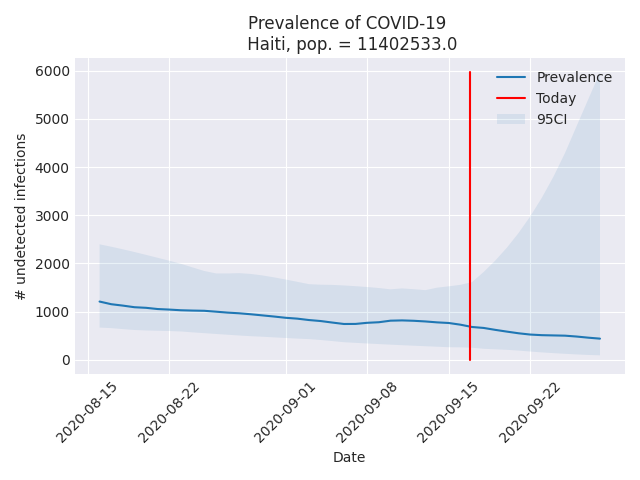 Prevalence of COVID-19
Haiti, pop. = 11402533.0
Prevalence
Today
95CI
6000
5000
4000
3000
2000
1000
0
# undetected infections
2020-08-15
2020-08-22
2020-09-01
2020-09-08
2020-09-15
2020-09-22
Date